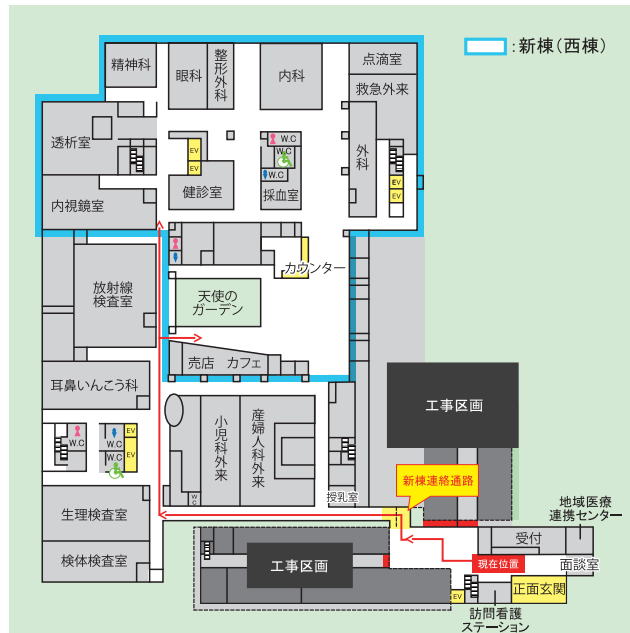 :新棟(西棟)
精神科
眼科
整形外科
内科
点滴室
救急外来
透析室
W.C
W.C
W.C
外科
EV
EV
EV
EV
健診室
採血室
内視鏡室
カウンター
放射線
検査室
天使の
ガーデン
売店 カフェ
耳鼻いんこう科
工事区画
小児科外来
産婦人科外来
W.C
W.C
W.C
EV
EV
新棟連絡通路
生理検査室
WC
授乳室
地域医療
連携センター
受付
検体検査室
工事区画
現在位置
面談室
正面玄関
EV
訪問看護
ステーション